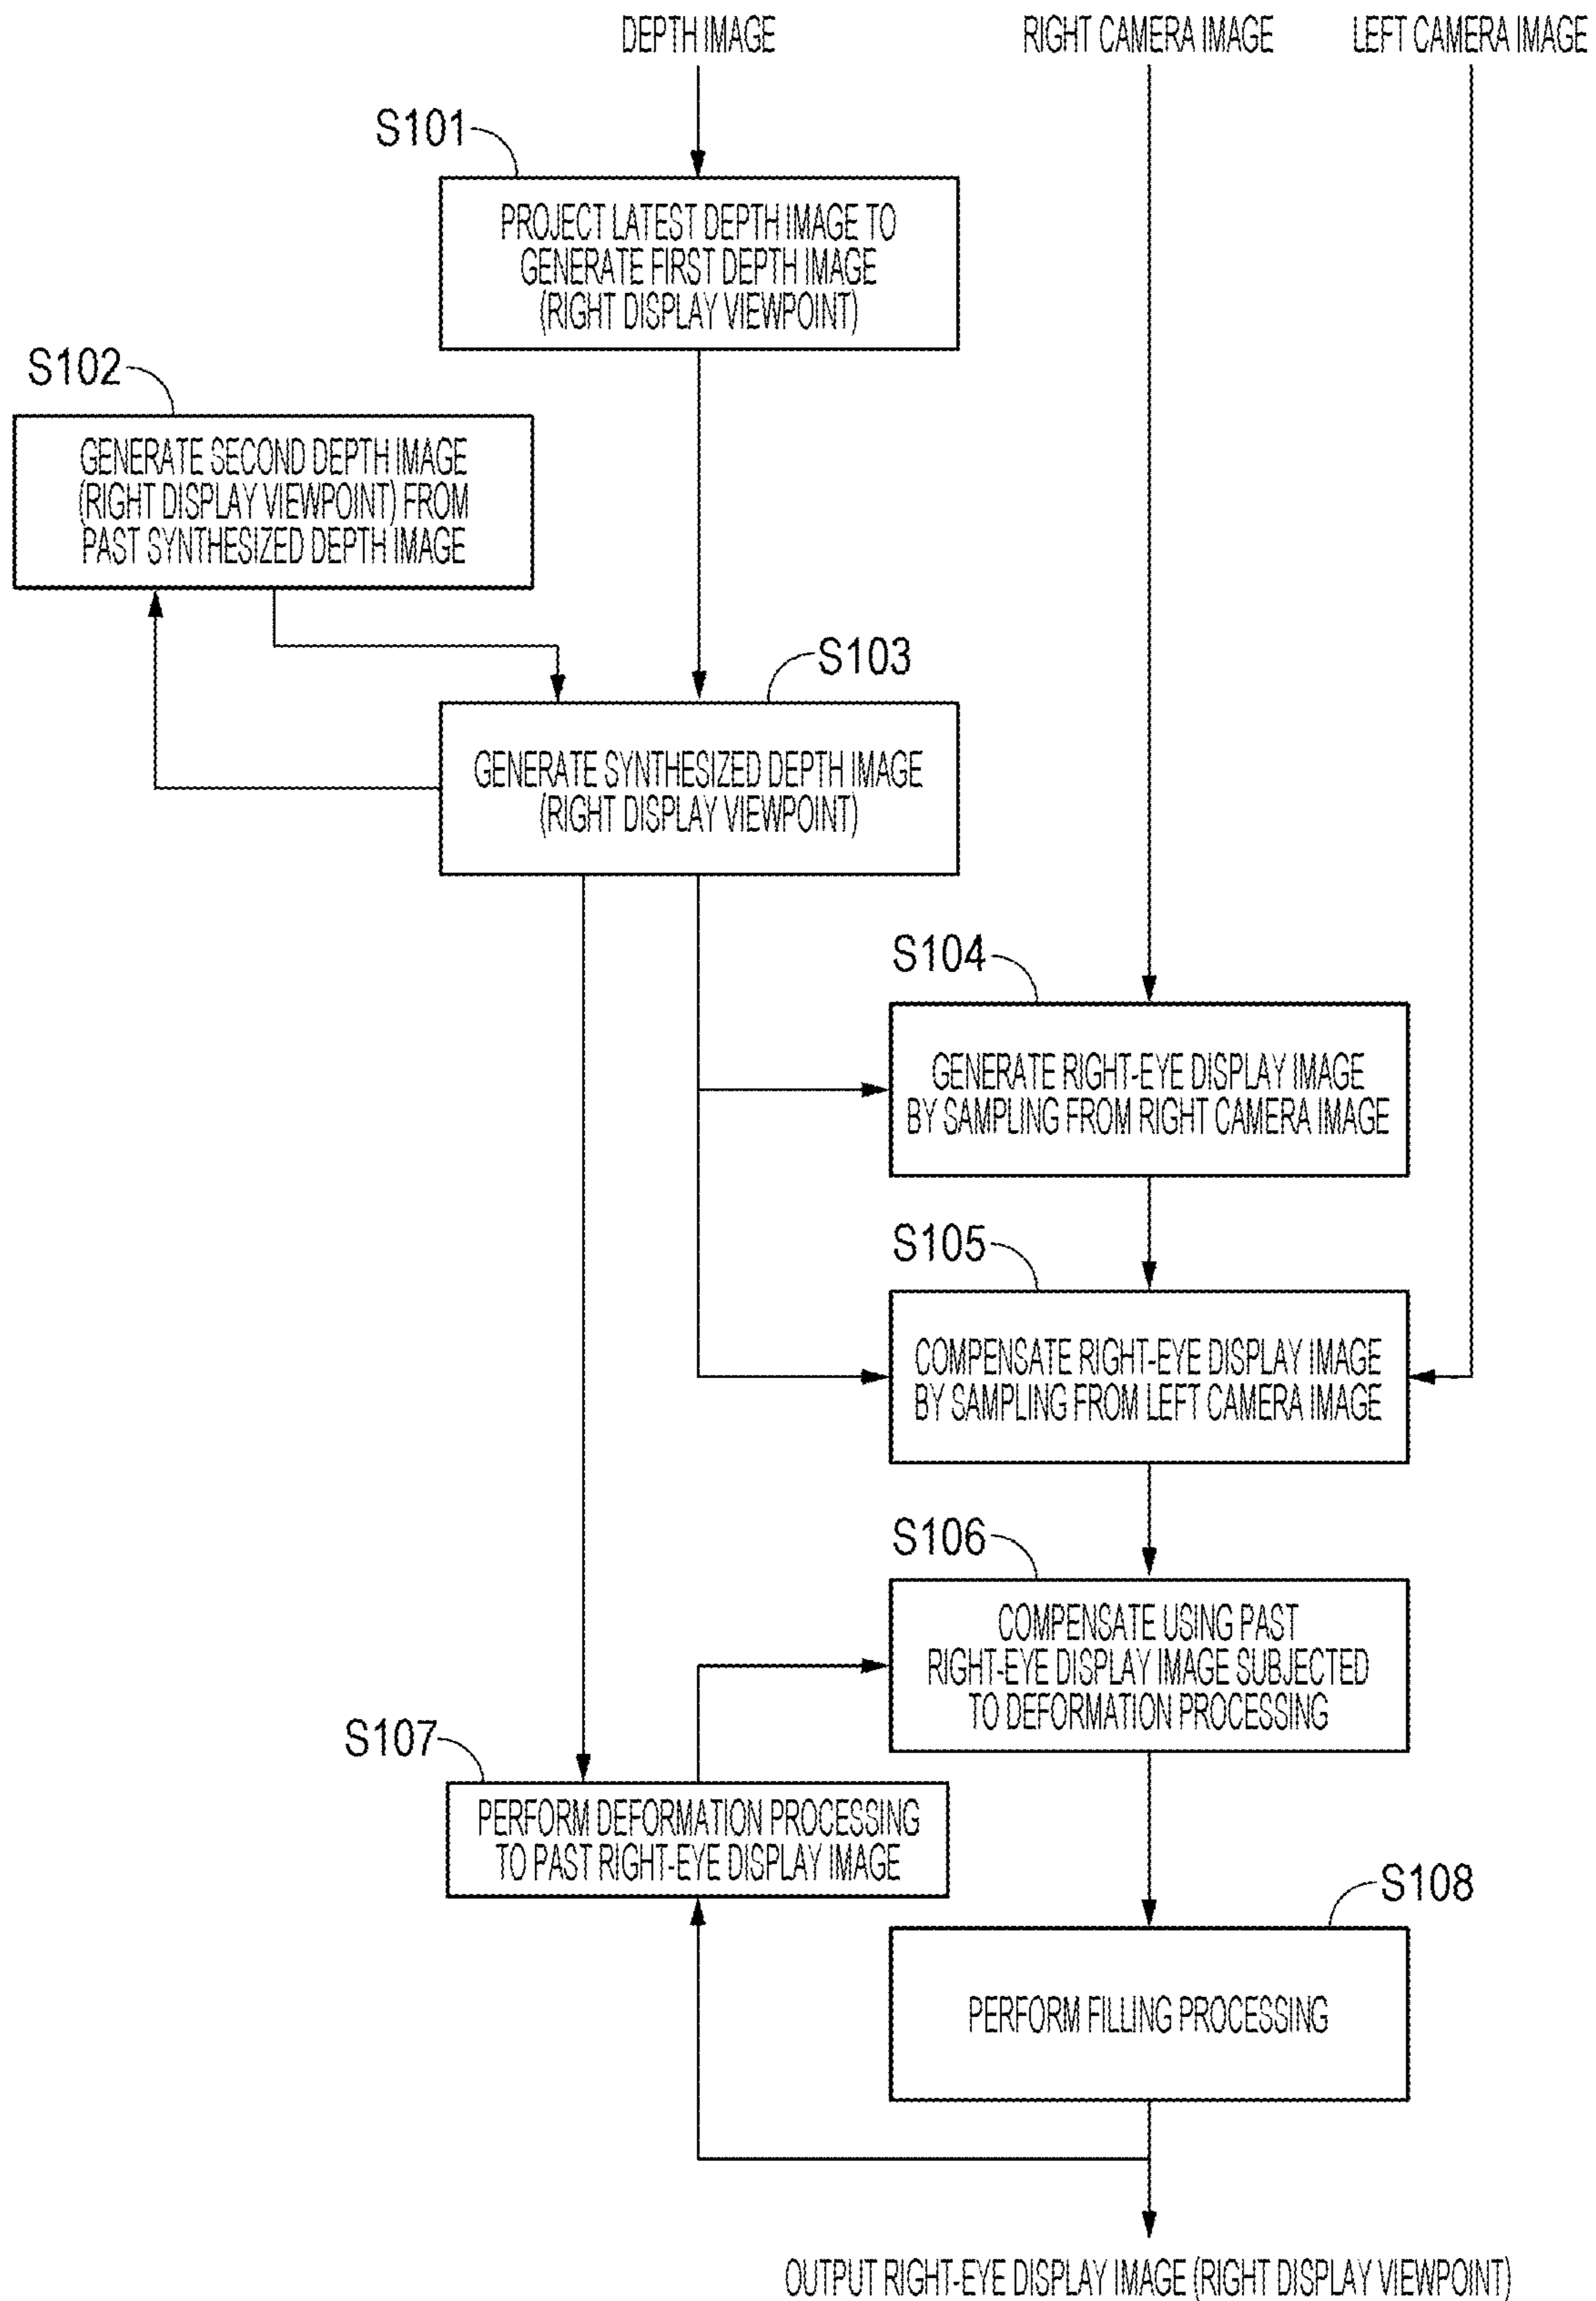 DEPTH IMAGE
RIGHT CAMERA IMAGE
LEFT CAMERA IMAGE
S101
PROJECT LATEST DEPTH IMAGE TO
GENERATE FIRST DEPTH IMAGE
(RIGHT DISPLAY VIEWPOINT)
S102
GENERATE SECOND DEPTH IMAGE
(RIGHT DISPLAY VIEWPOINT) FROM
PAST SYNTHESIZED DEPTH IMAGE
S103
GENERATE SYNTHESIZED DEPTH IMAGE
(RIGHT DISPLAY VIEWPOINT)
S104
GENERATE RIGHT-EYE DISPLAY IMAGE
BY SAMPLING FROM RIGHT CAMERA IMAGE
S105
COMPENSATE RIGHT-EYE DISPLAY IMAGE
BY SAMPLING FROM LEFT CAMERA IMAGE
S106
COMPENSATE USING PAST
RIGHT-EYE DISPLAY IMAGE SUBJECTED
TO DEFORMATION PROCESSING
S107
PERFORM DEFORMATION PROCESSING
TO PAST RIGHT-EYE DISPLAY IMAGE
S108
PERFORM FILLING PROCESSING
OUTPUT RIGHT-EYE DISPLAY IMAGE (RIGHT DISPLAY VIEWPOINT)